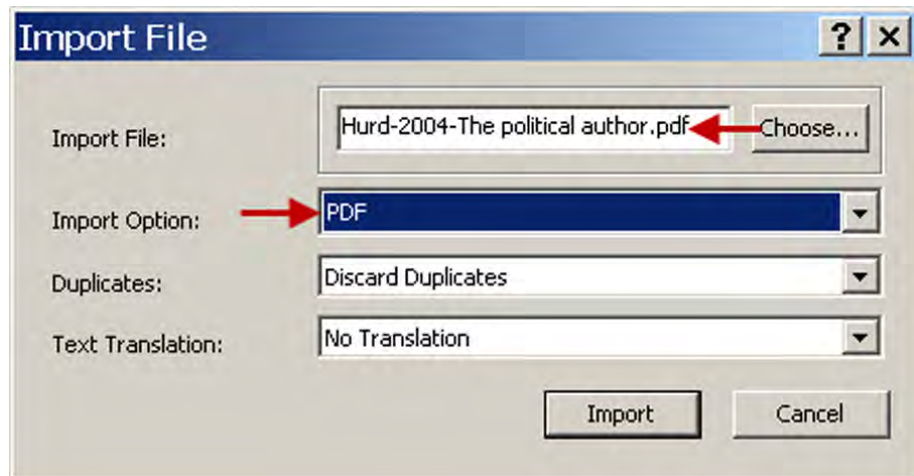 Import File
Import File: Hurd-2004-The political author.pdf Choose...
Import Option: PDF
Duplicates: Discard Duplicates
Text Translation: No Translation
Import Cancel